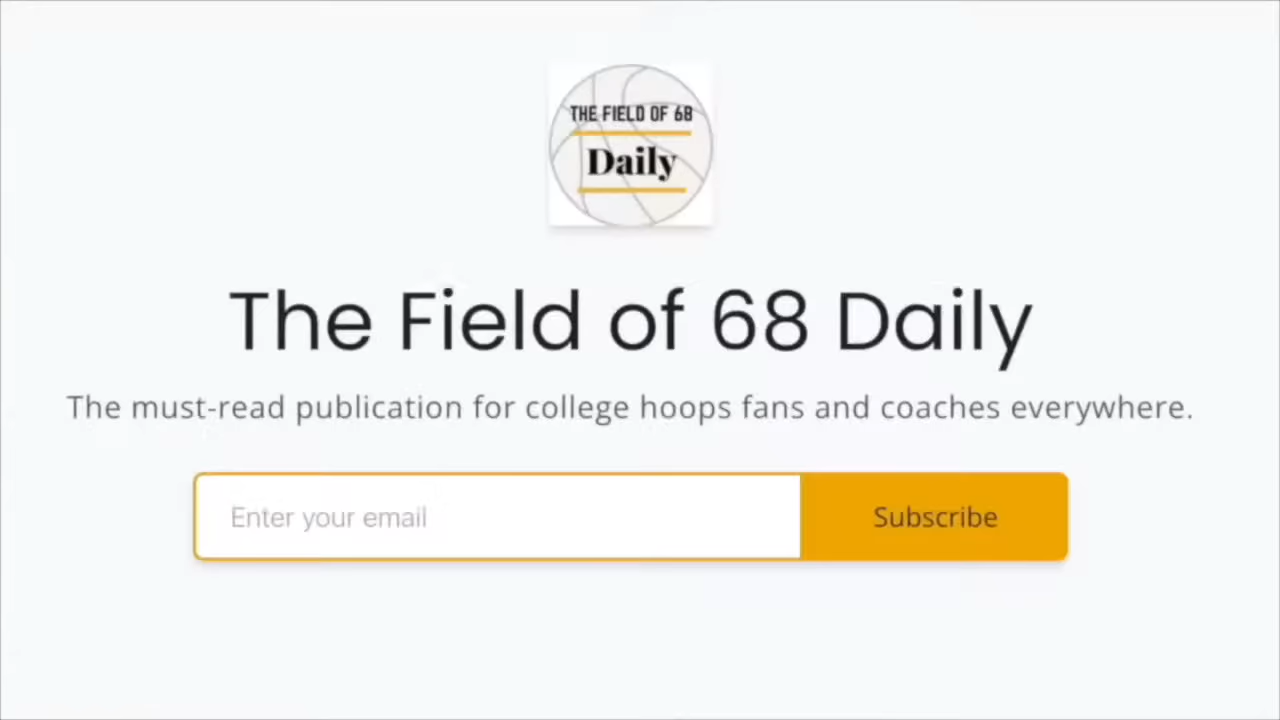 THE FIELD OF 68
Daily
The Field of 68 Daily
The must-read publication for college hoops fans and coaches everywhere.
Enter your email
Subscribe